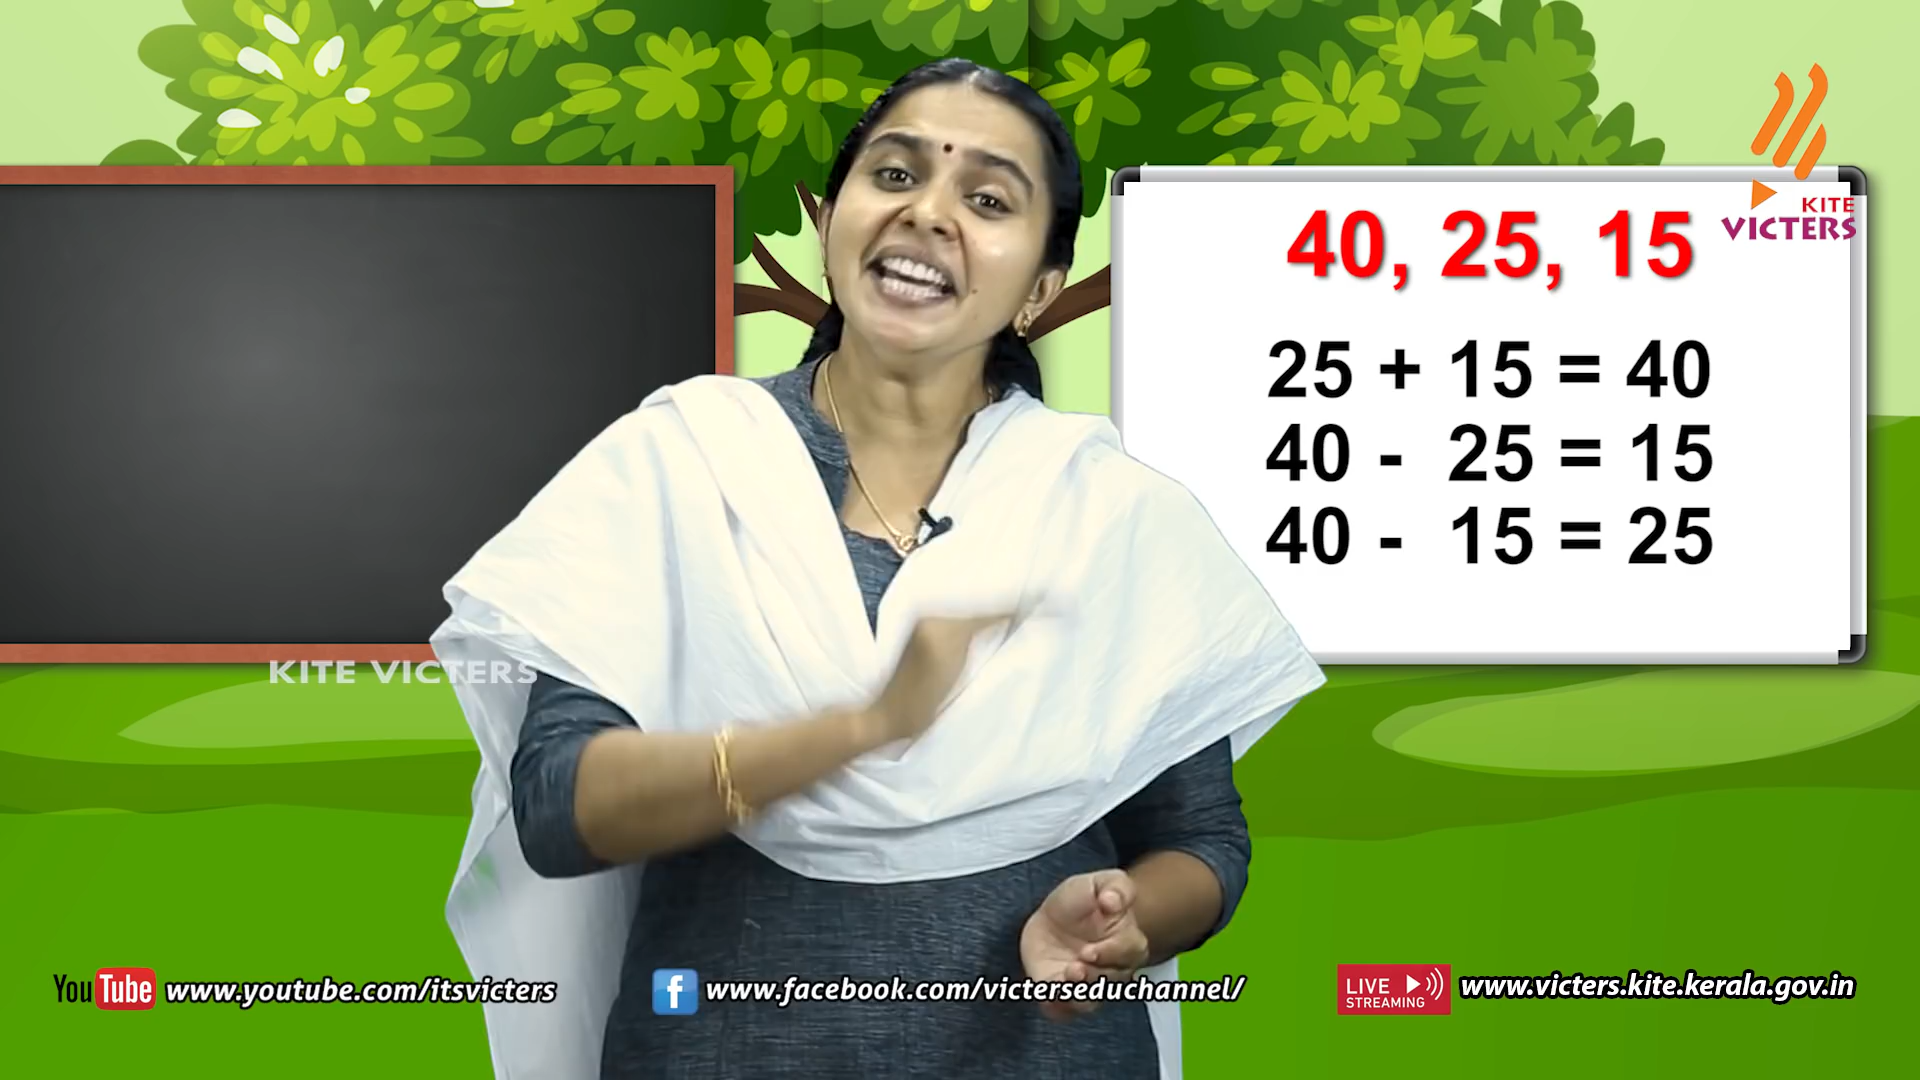 40, 25, 15
KITE
VICTERS
25 + 15 = 40
40 - 25 = 15
40 - 15 = 25
KITE VICTERS
YouTube www.youtube.com/itsvicters
f www.facebook.com/victerseduchannel/
LIVE STREAMING www.victers.kite.kerala.gov.in